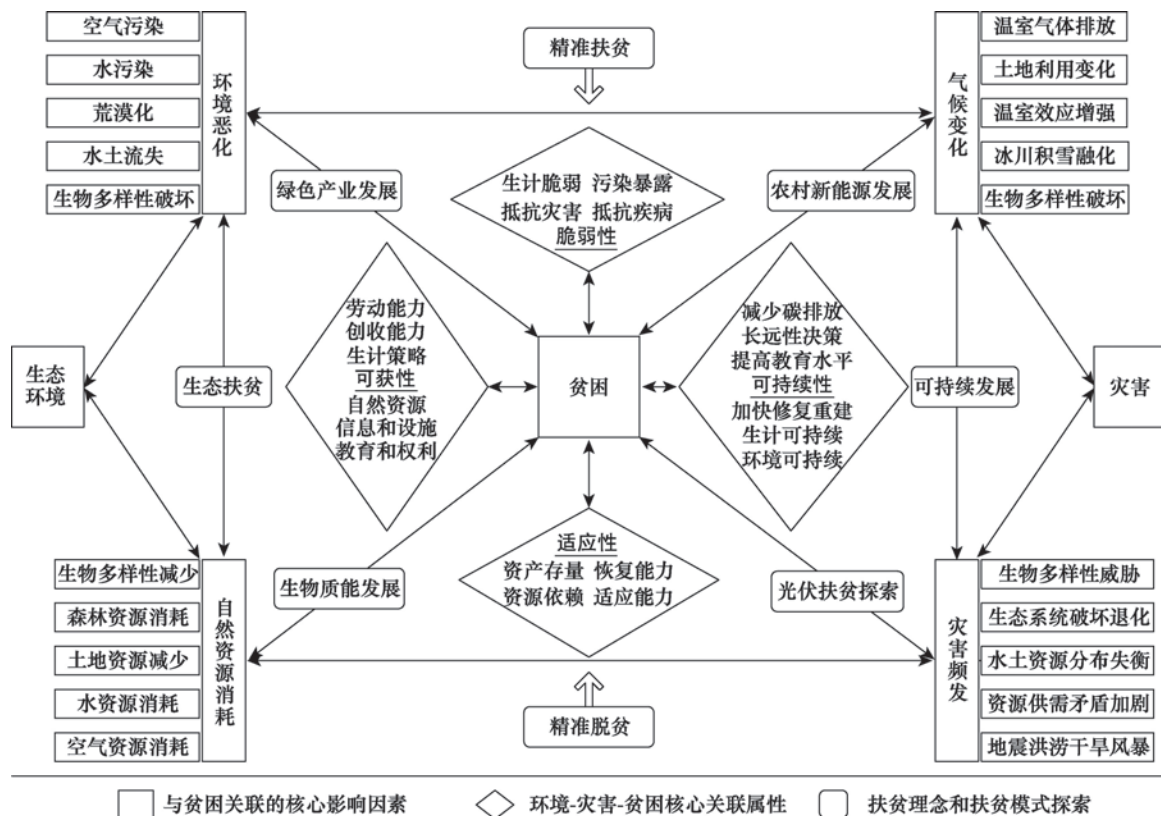 空气污染
水污染
荒漠化
水土流失
生物多样性破坏
环境恶化
精准扶贫
气候变化
温室气体排放
土地利用变化
温室效应增强
冰川积雪融化
生物多样性破坏
绿色产业发展
生计脆弱 污染暴露
抵抗灾害 抵抗疾病
脆弱性
农村新能源发展
生态
环境
生态扶贫
劳动能力
创收能力
生计策略
可获性
自然资源
信息和设施
教育和权利
贫困
减少碳排放
长远性决策
提高教育水平
可持续性
加快修复重建
生计可持续
环境可持续
可持续发展
灾害
生物质能发展
适应性
资产存量 恢复能力
资源依赖 适应能力
光伏扶贫探索
生物多样性减少
森林资源消耗
土地资源减少
水资源消耗
空气资源消耗
自然资源消耗
精准脱贫
灾害频发
生物多样性威胁
生态系统破坏退化
水土资源分布失衡
资源供需矛盾加剧
地震洪涝干旱风暴
与贫困关联的核心影响因素
环境-灾害-贫困核心关联属性
扶贫理念和扶贫模式探索